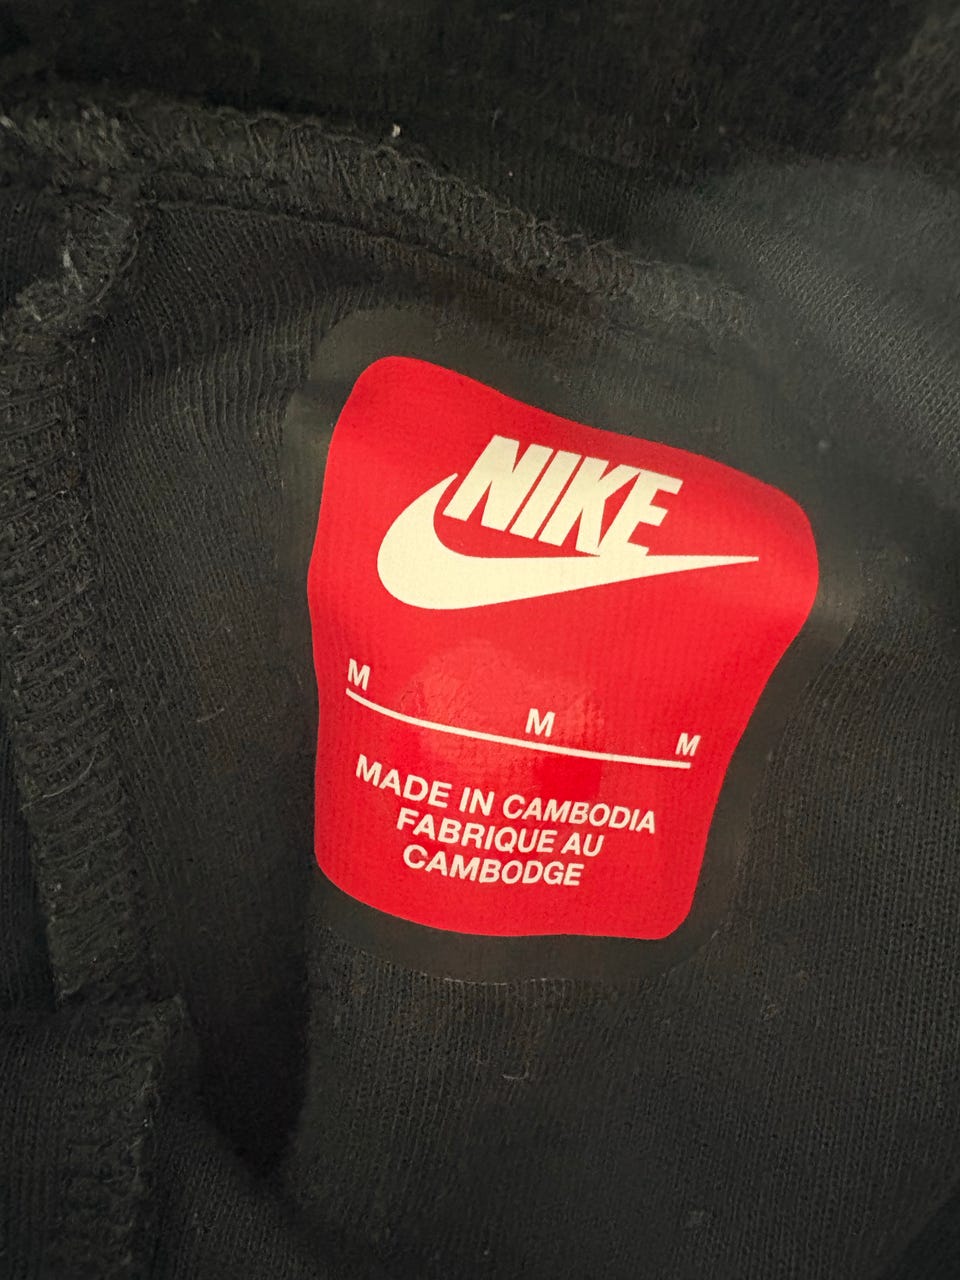 NIKE
M M M
MADE IN CAMBODIA
FABRIQUE AU
CAMBODGE